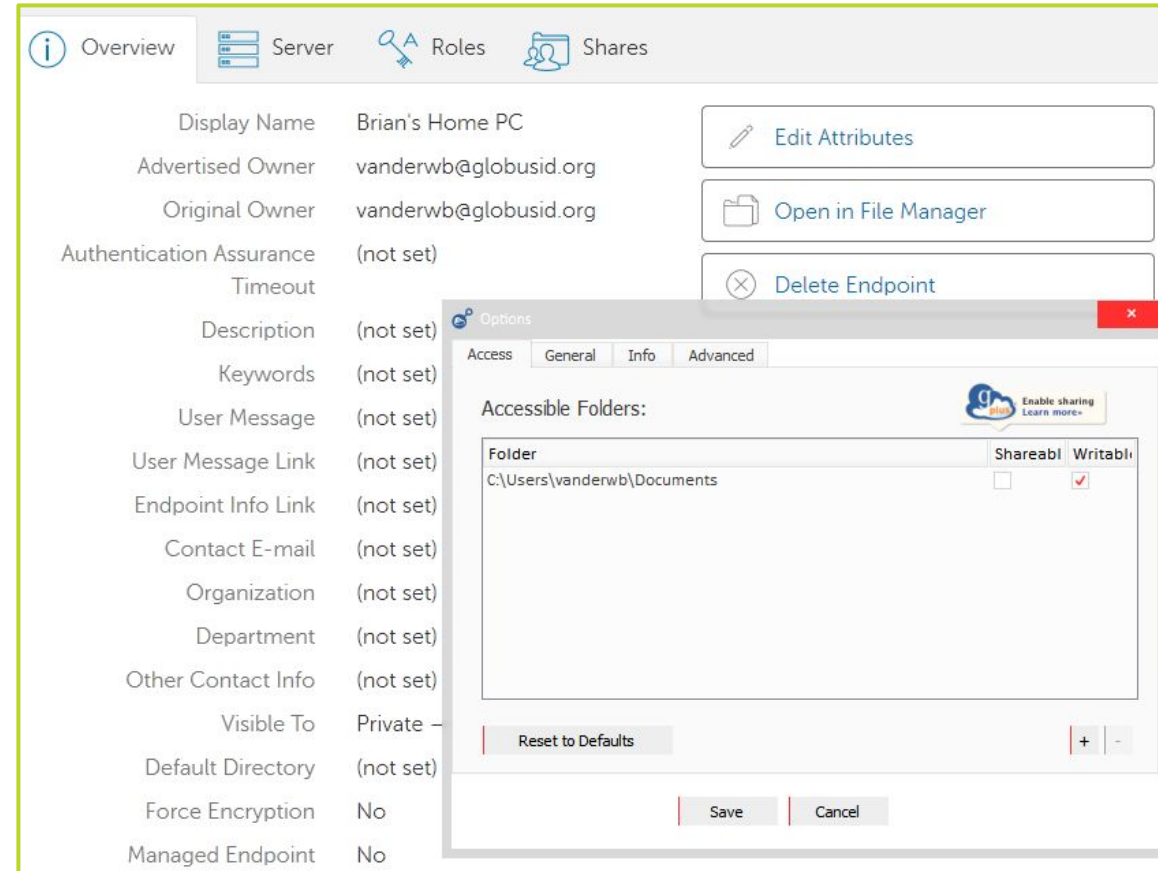 Overview Server Roles Shares
Display Name Brian's Home PC
Edit Attributes
Advertised Owner vanderwb@globusid.org
Original Owner vanderwb@globusid.org
Open in File Manager
Authentication Assurance (not set)
Timeout
Delete Endpoint
Description (not set)
Keywords (not set)
User Message (not set)
User Message Link (not set)
Endpoint Info Link (not set)
Contact E-mail (not set)
Organization (not set)
Department (not set)
Other Contact Info (not set)
Visible To Private –
Default Directory (not set)
Force Encryption No
Managed Endpoint No
Options
Access General Info Advanced
Accessible Folders:
g plus
Enable sharing
Learn more»
Folder Shareabl Writabl
C:\Users\vanderwb\Documents
Reset to Defaults + -
Save Cancel